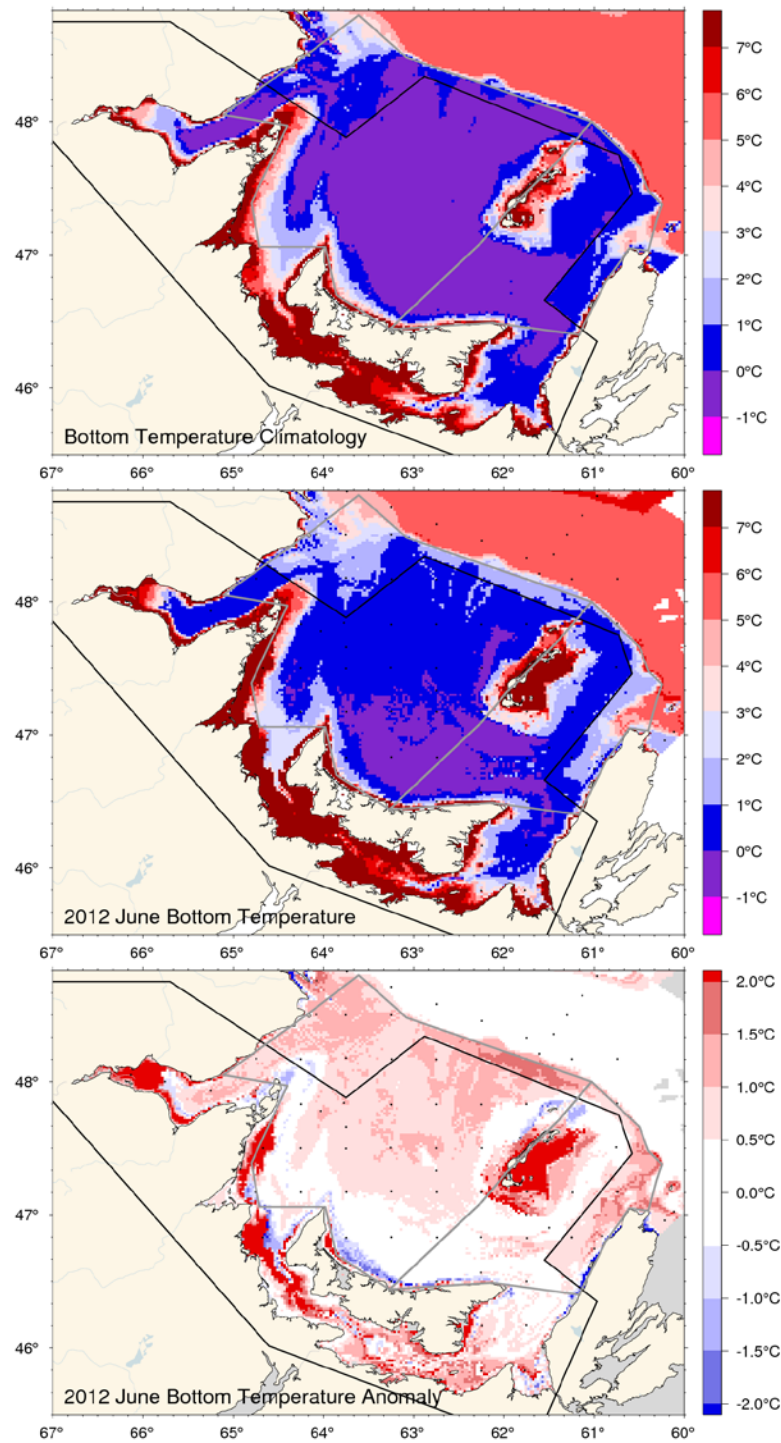 48°
47°
46°
Bottom Temperature Climatology
67° 66° 65° 64° 63° 62° 61° 60°
7°C
6°C
5°C
4°C
3°C
2°C
1°C
0°C
-1°C
48°
47°
46°
2012 June Bottom Temperature
67° 66° 65° 64° 63° 62° 61° 60°
7°C
6°C
5°C
4°C
3°C
2°C
1°C
0°C
-1°C
48°
47°
46°
2012 June Bottom Temperature Anomaly
67° 66° 65° 64° 63° 62° 61° 60°
2.0°C
1.5°C
1.0°C
0.5°C
0.0°C
-0.5°C
-1.0°C
-1.5°C
-2.0°C